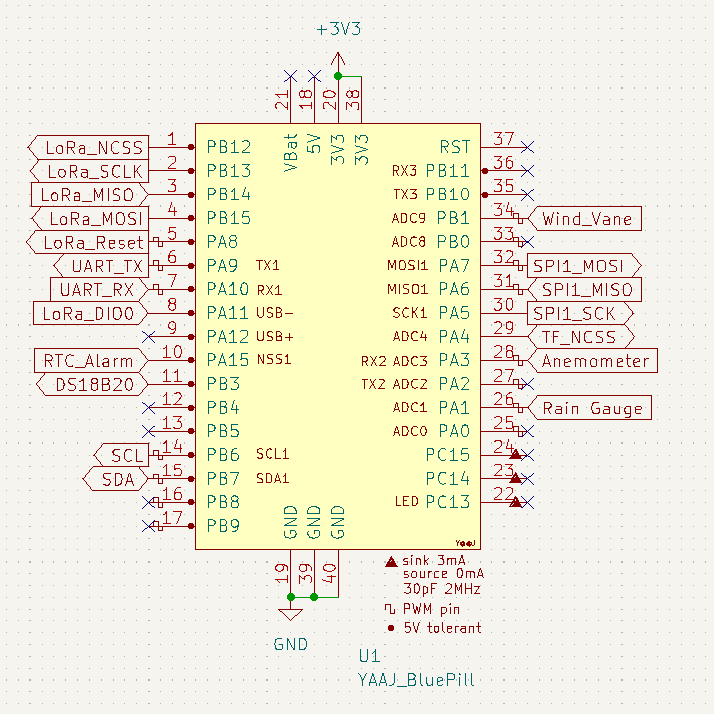 +3V3
21 18 20 38
VBat 5V 3V3 3V3
LoRa_NCSS 1 PB12 RST 37
LoRa_SCLK 2 PB13 RX3 PB11 36
LoRa_MISO 3 PB14 TX3 PB10 35
LoRa_MOSI 4 PB15 ADC9 PB1 34 Wind_Vane
LoRa_Reset 5 PA8 ADC8 PB0 33
UART_TX 6 PA9 TX1 MOSI1 PA7 32 SPI1_MOSI
UART_RX 7 PA10 RX1 MISO1 PA6 31 SPI1_MISO
LoRa_DIO0 8 PA11 USB- SCK1 PA5 30 SPI1_SCK
9 PA12 USB+ ADC4 PA4 29 TF_NCSS
RTC_Alarm 10 PA15 NSS1 RX2 ADC3 PA3 28 Anemometer
DS18B20 11 PB3 TX2 ADC2 PA2 27
12 PB4 ADC1 PA1 26 Rain Gauge
13 PB5 ADC0 PA0 25
SCL 14 PB6 SCL1 PC15 24
SDA 15 PB7 SDA1 PC14 23
16 PB8 LED PC13 22
17 PB9
GND GND GND
YAAJ
19 39 40
sink 3mA
source 0mA
30pF 2MHz
PWM pin
5V tolerant
GND
U1
YAAJ_BluePill